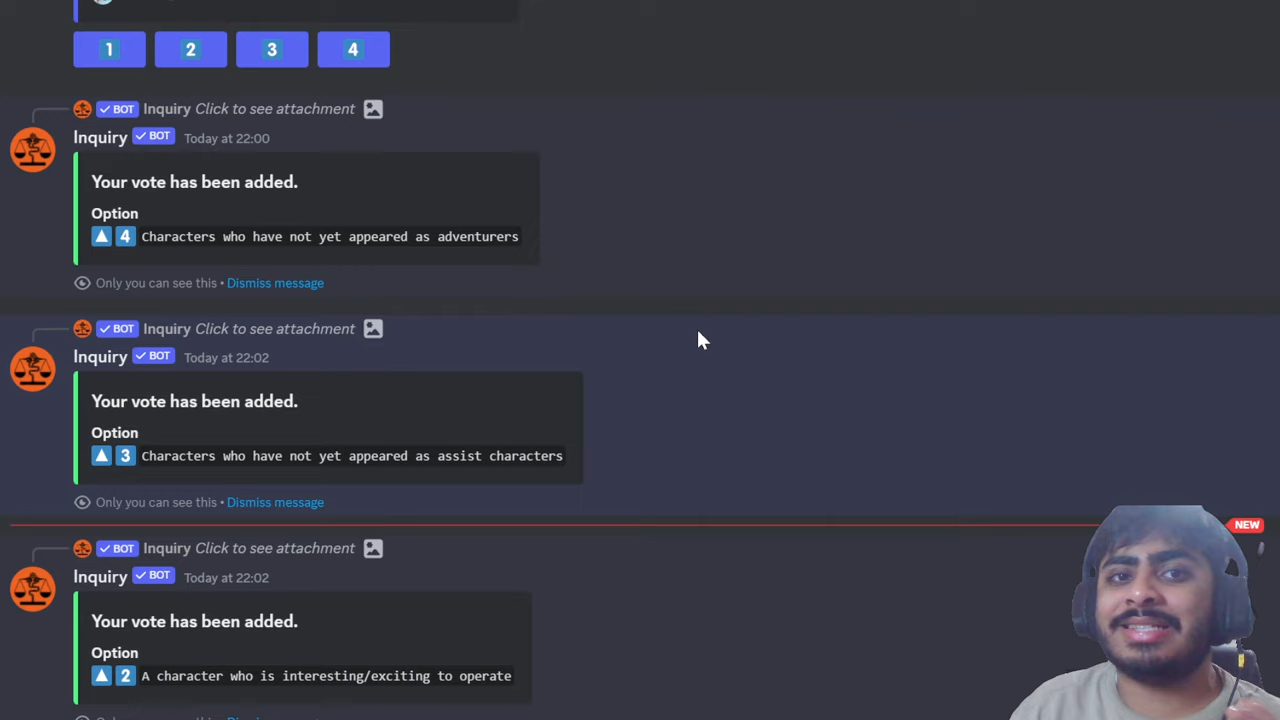 1 2 3 4
BOT Inquiry Click to see attachment
Inquiry BOT Today at 22:00
Your vote has been added.
Option
4 Characters who have not yet appeared as adventurers
Only you can see this • Dismiss message
BOT Inquiry Click to see attachment
Inquiry BOT Today at 22:02
Your vote has been added.
Option
3 Characters who have not yet appeared as assist characters
Only you can see this • Dismiss message
NEW
BOT Inquiry Click to see attachment
Inquiry BOT Today at 22:02
Your vote has been added.
Option
2 A character who is interesting/exciting to operate